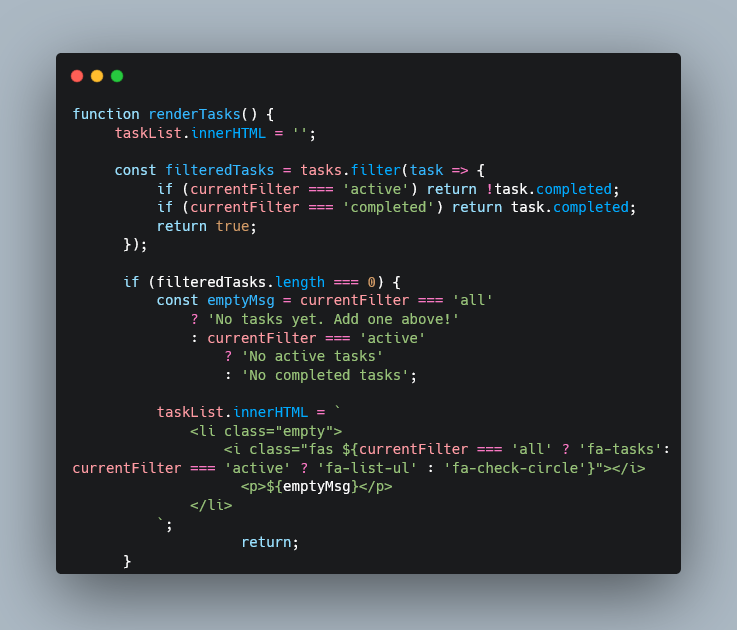 function renderTasks() {
     taskList.innerHTML = '';

     const filteredTasks = tasks.filter(task => {
          if (currentFilter === 'active') return !task.completed;
          if (currentFilter === 'completed') return task.completed;
          return true;
      });

      if (filteredTasks.length === 0) {
          const emptyMsg = currentFilter === 'all'
              ? 'No tasks yet. Add one above!'
              : currentFilter === 'active'
                  ? 'No active tasks'
                  : 'No completed tasks';

          taskList.innerHTML = `
              <li class="empty">
                  <i class="fas ${currentFilter === 'all' ? 'fa-tasks':
currentFilter === 'active' ? 'fa-list-ul' : 'fa-check-circle'}"></i>
                    <p>${emptyMsg}</p>
              </li>
          `;
                    return;
      }